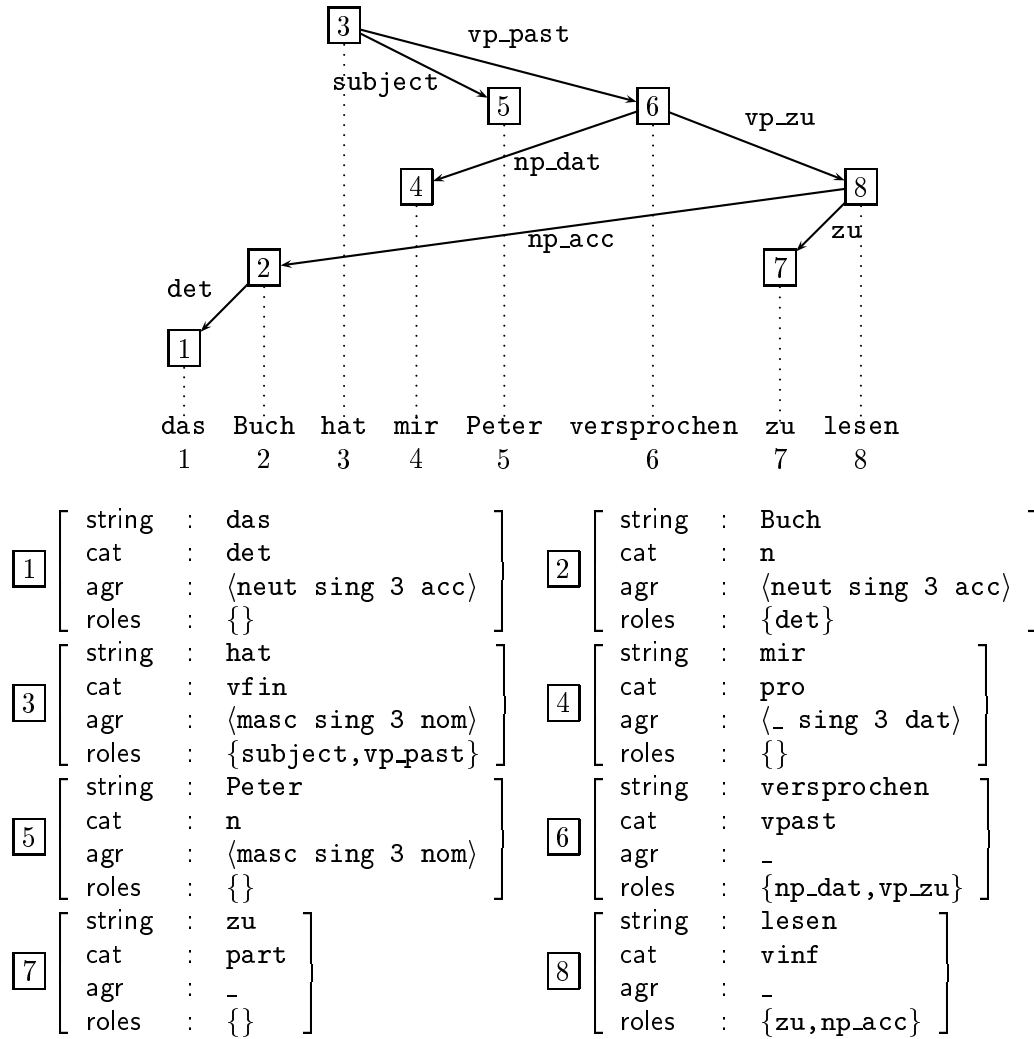 3
vp_past
subject
5
6
vp_zu
np_dat
4
8
np_acc
zu
2
7
det
1
das Buch hat mir Peter versprochen zu lesen
1 2 3 4 5 6 7 8
1 string : das
cat : det
agr : ⟨neut sing 3 acc⟩
roles : {}
2 string : Buch
cat : n
agr : ⟨neut sing 3 acc⟩
roles : {det}
3 string : hat
cat : vfin
agr : ⟨masc sing 3 nom⟩
roles : {subject,vp_past}
4 string : mir
cat : pro
agr : ⟨_ sing 3 dat⟩
roles : {}
5 string : Peter
cat : n
agr : ⟨masc sing 3 nom⟩
roles : {}
6 string : versprochen
cat : vpast
agr : _
roles : {np_dat,vp_zu}
7 string : zu
cat : part
agr : _
roles : {}
8 string : lesen
cat : vinf
agr : _
roles : {zu,np_acc}